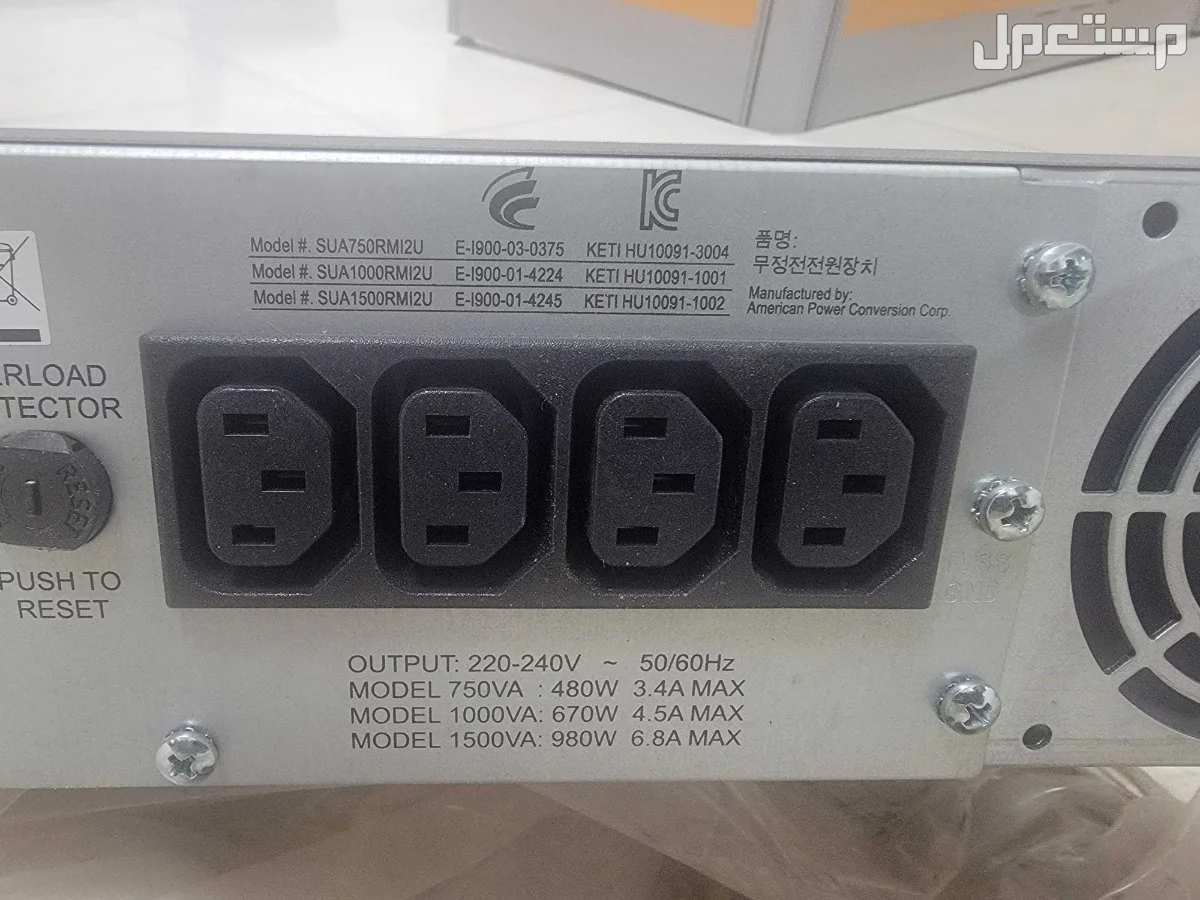 مستعمل
Model #. SUA750RMI2U E-I900-03-0375 KETI HU10091-3004
Model #. SUA1000RMI2U E-I900-01-4224 KETI HU10091-1001
Model #. SUA1500RMI2U E-I900-01-4245 KETI HU10091-1002
품명:
무정전전원장치
Manufactured by:
American Power Conversion Corp.
ERLOAD
TECTOR
RESET
PUSH TO
RESET
GND
OUTPUT: 220-240V ~ 50/60Hz
MODEL 750VA : 480W 3.4A MAX
MODEL 1000VA: 670W 4.5A MAX
MODEL 1500VA: 980W 6.8A MAX